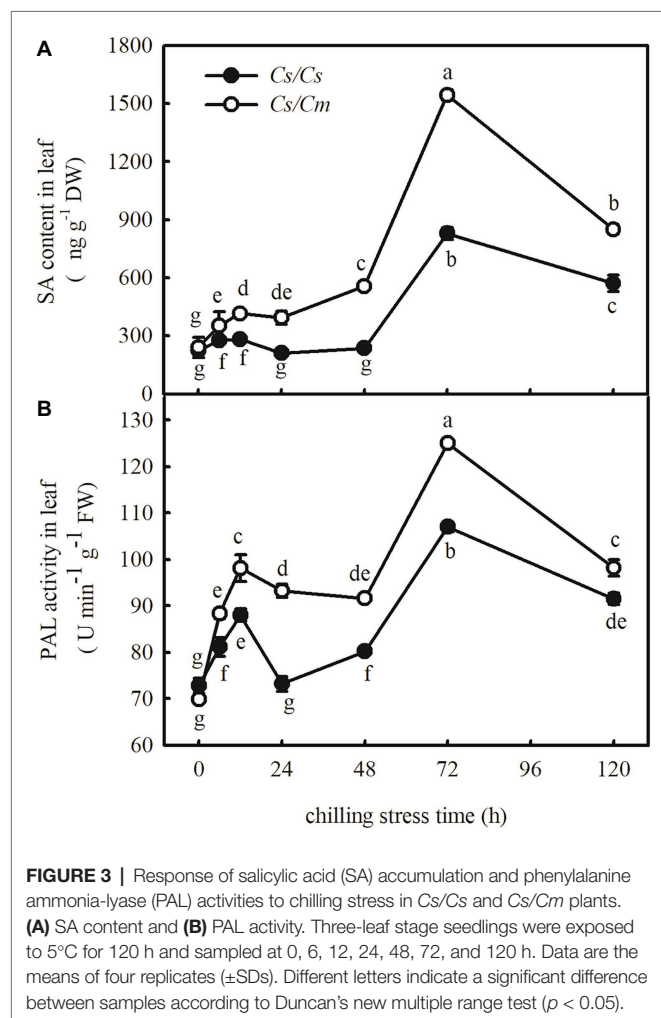 A
1800
1500
1200
900
600
300
0
SA content in leaf
( ng g⁻¹ DW)
Cs/Cs
Cs/Cm
a
b
c
b
c
g
e
d
de
g
f
f
g
g
B
130
120
110
100
90
80
70
60
PAL activity in leaf
( U min⁻¹ g⁻¹ FW)
a
c
c
d
de
e
b
g
f
e
f
de
g
g
0 24 48 72 96 120
chilling stress time (h)
FIGURE 3 | Response of salicylic acid (SA) accumulation and phenylalanine
ammonia-lyase (PAL) activities to chilling stress in Cs/Cs and Cs/Cm plants.
(A) SA content and (B) PAL activity. Three-leaf stage seedlings were exposed
to 5°C for 120 h and sampled at 0, 6, 12, 24, 48, 72, and 120 h. Data are the
means of four replicates (±SDs). Different letters indicate a significant difference
between samples according to Duncan's new multiple range test (p < 0.05).